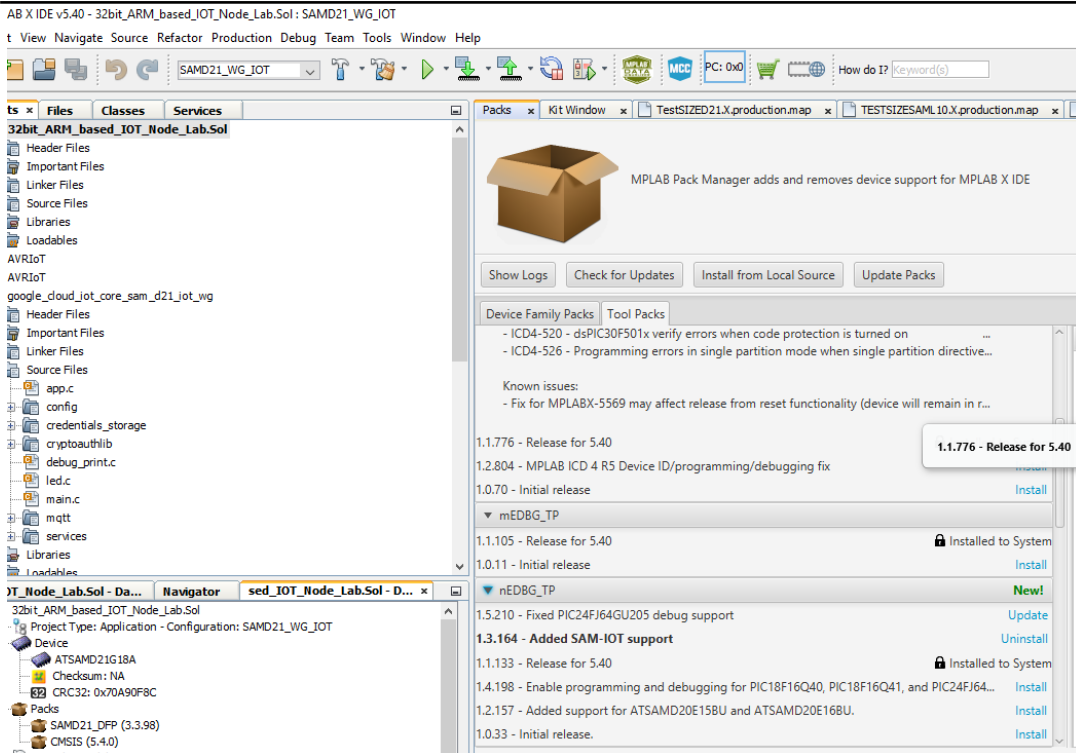 AB X IDE v5.40 - 32bit_ARM_based_IOT_Node_Lab.Sol : SAMD21_WG_IOT
t View Navigate Source Refactor Production Debug Team Tools Window Help
SAMD21_WG_IOT
MPLAB DATA
MCC
PC: 0x0
How do I? Keyword(s)
ts × Files Classes Services
32bit_ARM_based_IOT_Node_Lab.Sol
Header Files
Important Files
Linker Files
Source Files
Libraries
Loadables
AVRIoT
AVRIoT
google_cloud_iot_core_sam_d21_iot_wg
Header Files
Important Files
Linker Files
Source Files
app.c
config
credentials_storage
cryptoauthlib
debug_print.c
led.c
main.c
mqtt
services
Libraries
Loadables
OT_Node_Lab.Sol - Da... Navigator sed_IOT_Node_Lab.Sol - D... ×
32bit_ARM_based_IOT_Node_Lab.Sol
Project Type: Application - Configuration: SAMD21_WG_IOT
Device
ATSAMD21G18A
Checksum: NA
32 CRC32: 0x70A90F8C
Packs
SAMD21_DFP (3.3.98)
CMSIS (5.4.0)
Packs × Kit Window × TestSIZED21.X.production.map × TESTSIZESAML10.X.production.map ×
MPLAB Pack Manager adds and removes device support for MPLAB X IDE
Show Logs Check for Updates Install from Local Source Update Packs
Device Family Packs Tool Packs
- ICD4-520 - dsPIC30F501x verify errors when code protection is turned on ...
- ICD4-526 - Programming errors in single partition mode when single partition directive...
Known issues:
- Fix for MPLABX-5569 may affect release from reset functionality (device will remain in r...
1.1.776 - Release for 5.40
1.1.776 - Release for 5.40
1.2.804 - MPLAB ICD 4 R5 Device ID/programming/debugging fix Install
1.0.70 - Initial release Install
mEDBG_TP
1.1.105 - Release for 5.40 Installed to System
1.0.11 - Initial release Install
nEDBG_TP New!
1.5.210 - Fixed PIC24FJ64GU205 debug support Update
1.3.164 - Added SAM-IOT support Uninstall
1.1.133 - Release for 5.40 Installed to System
1.4.198 - Enable programming and debugging for PIC18F16Q40, PIC18F16Q41, and PIC24FJ64... Install
1.2.157 - Added support for ATSAMD20E15BU and ATSAMD20E16BU. Install
1.0.33 - Initial release. Install